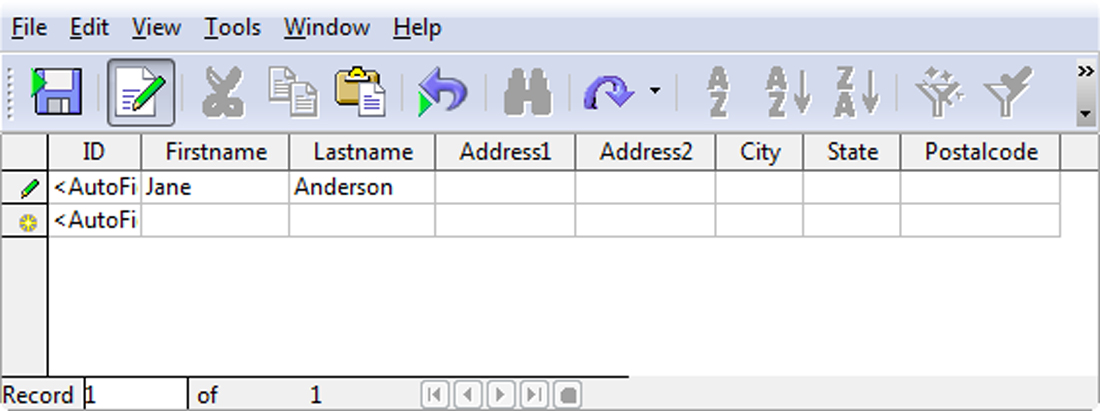 File Edit View Tools Window Help
A Z A Z Z A »
ID Firstname Lastname Address1 Address2 City State Postalcode
<AutoFi Jane Anderson
<AutoFi
Record 1 of 1